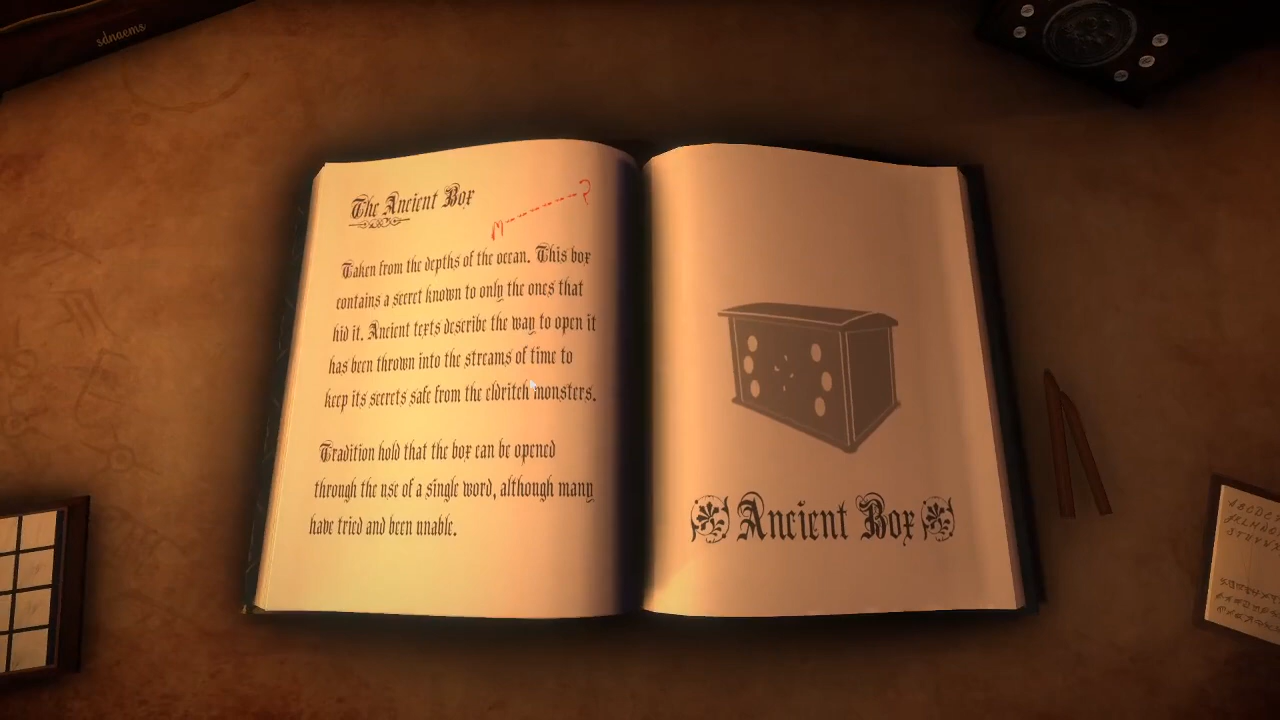 sdnaems
The Ancient Box
M------?
Taken from the depths of the ocean. This box
contains a secret known to only the ones that
hid it. Ancient texts describe the way to open it
has been thrown into the streams of time to
keep its secrets safe from the eldritch monsters.
Tradition hold that the box can be opened
through the use of a single word, although many
have tried and been unable.
Ancient Box